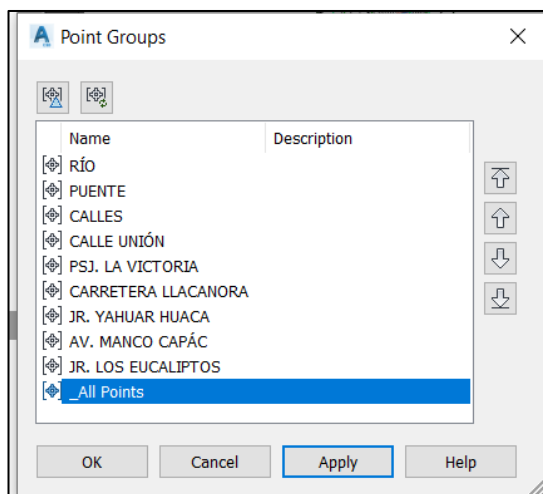 Point Groups
Name Description
RÍO
PUENTE
CALLES
CALLE UNIÓN
PSJ. LA VICTORIA
CARRETERA LLACANORA
JR. YAHUAR HUACA
AV. MANCO CAPÁC
JR. LOS EUCALIPTOS
_All Points
OK Cancel Apply Help